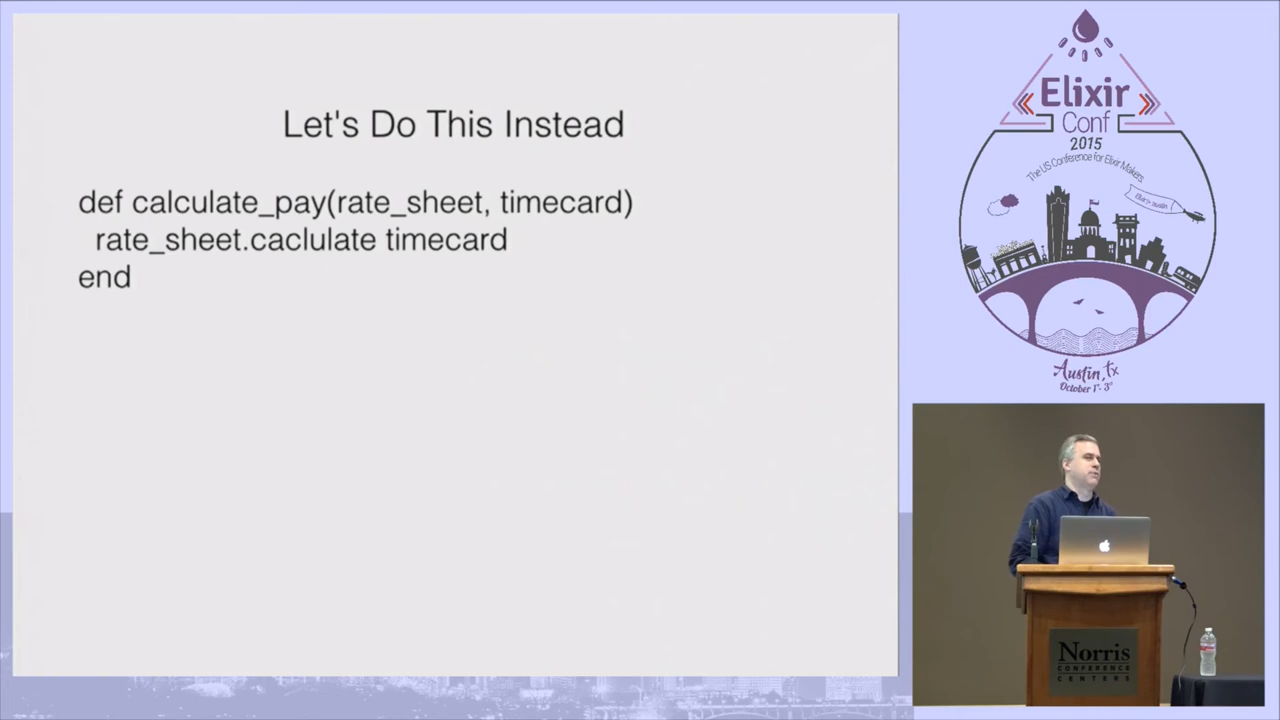 Let's Do This Instead
def calculate_pay(rate_sheet, timecard)
rate_sheet.caclulate timecard
end
Elixir
Conf
2015
The US Conference for Elixir Makers
Austin, TX
October 1st - 3rd
Norris
CONFERENCE
CENTERS